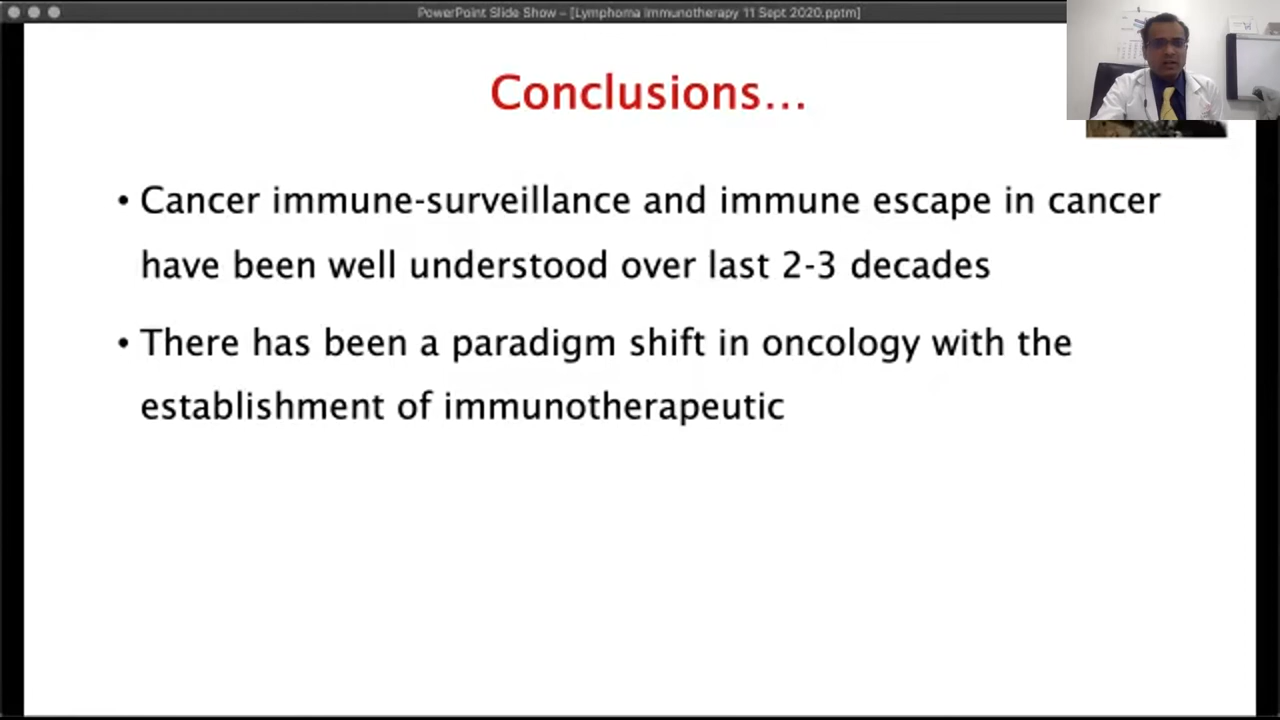 PowerPoint Slide Show – [Lymphoma Immunotherapy 11 Sept 2020.pptm]
Conclusions…
• Cancer immune-surveillance and immune escape in cancer
have been well understood over last 2-3 decades
• There has been a paradigm shift in oncology with the
establishment of immunotherapeutic